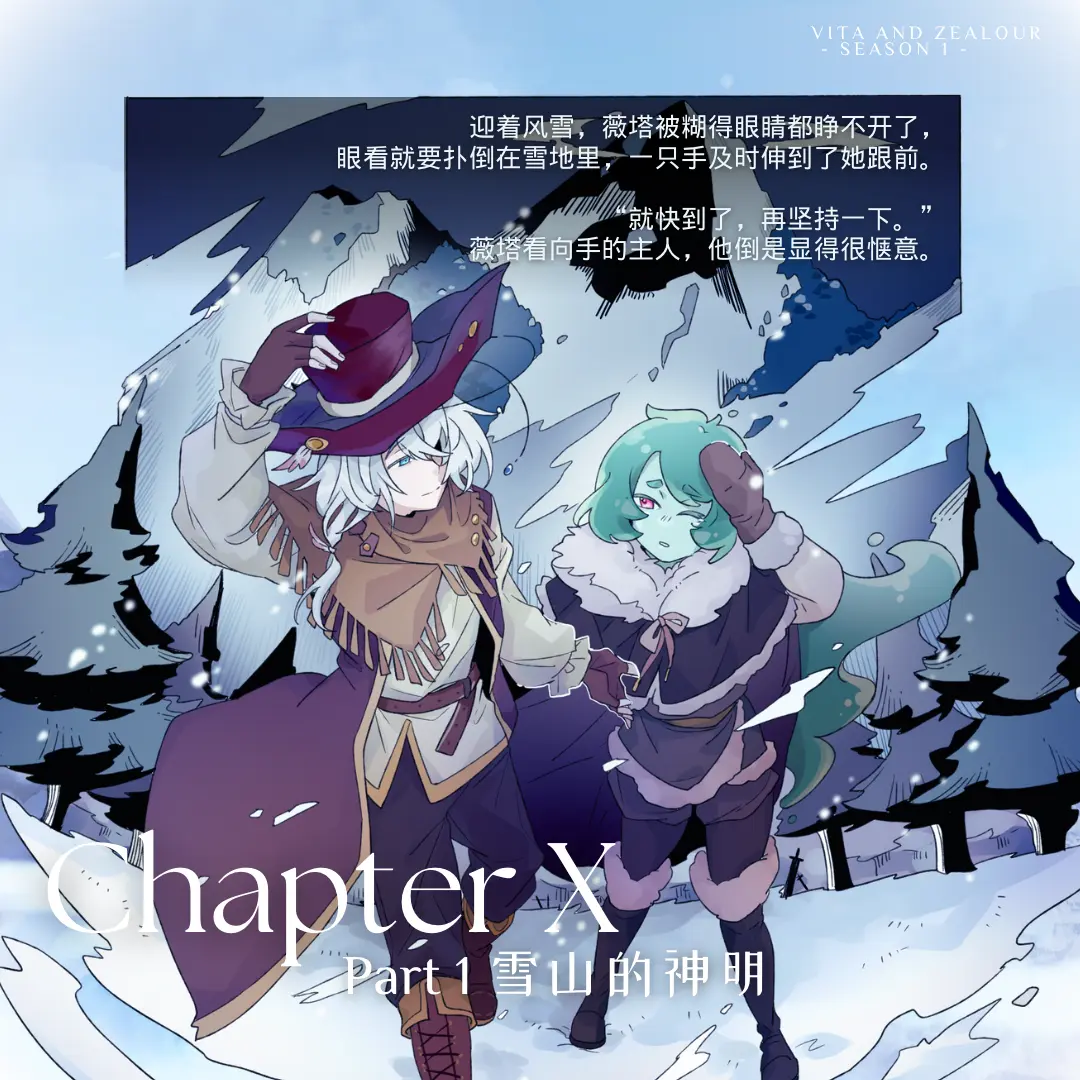 VITA AND ZEALOUR
- SEASON 1 -
迎着风雪，薇塔被糊得眼睛都睁不开了，
眼看就要扑倒在雪地里，一只手及时伸到了她跟前。
“就快到了，再坚持一下。”
薇塔看向手的主人，他倒是显得很惬意。
Chapter X
Part 1 雪山的神明